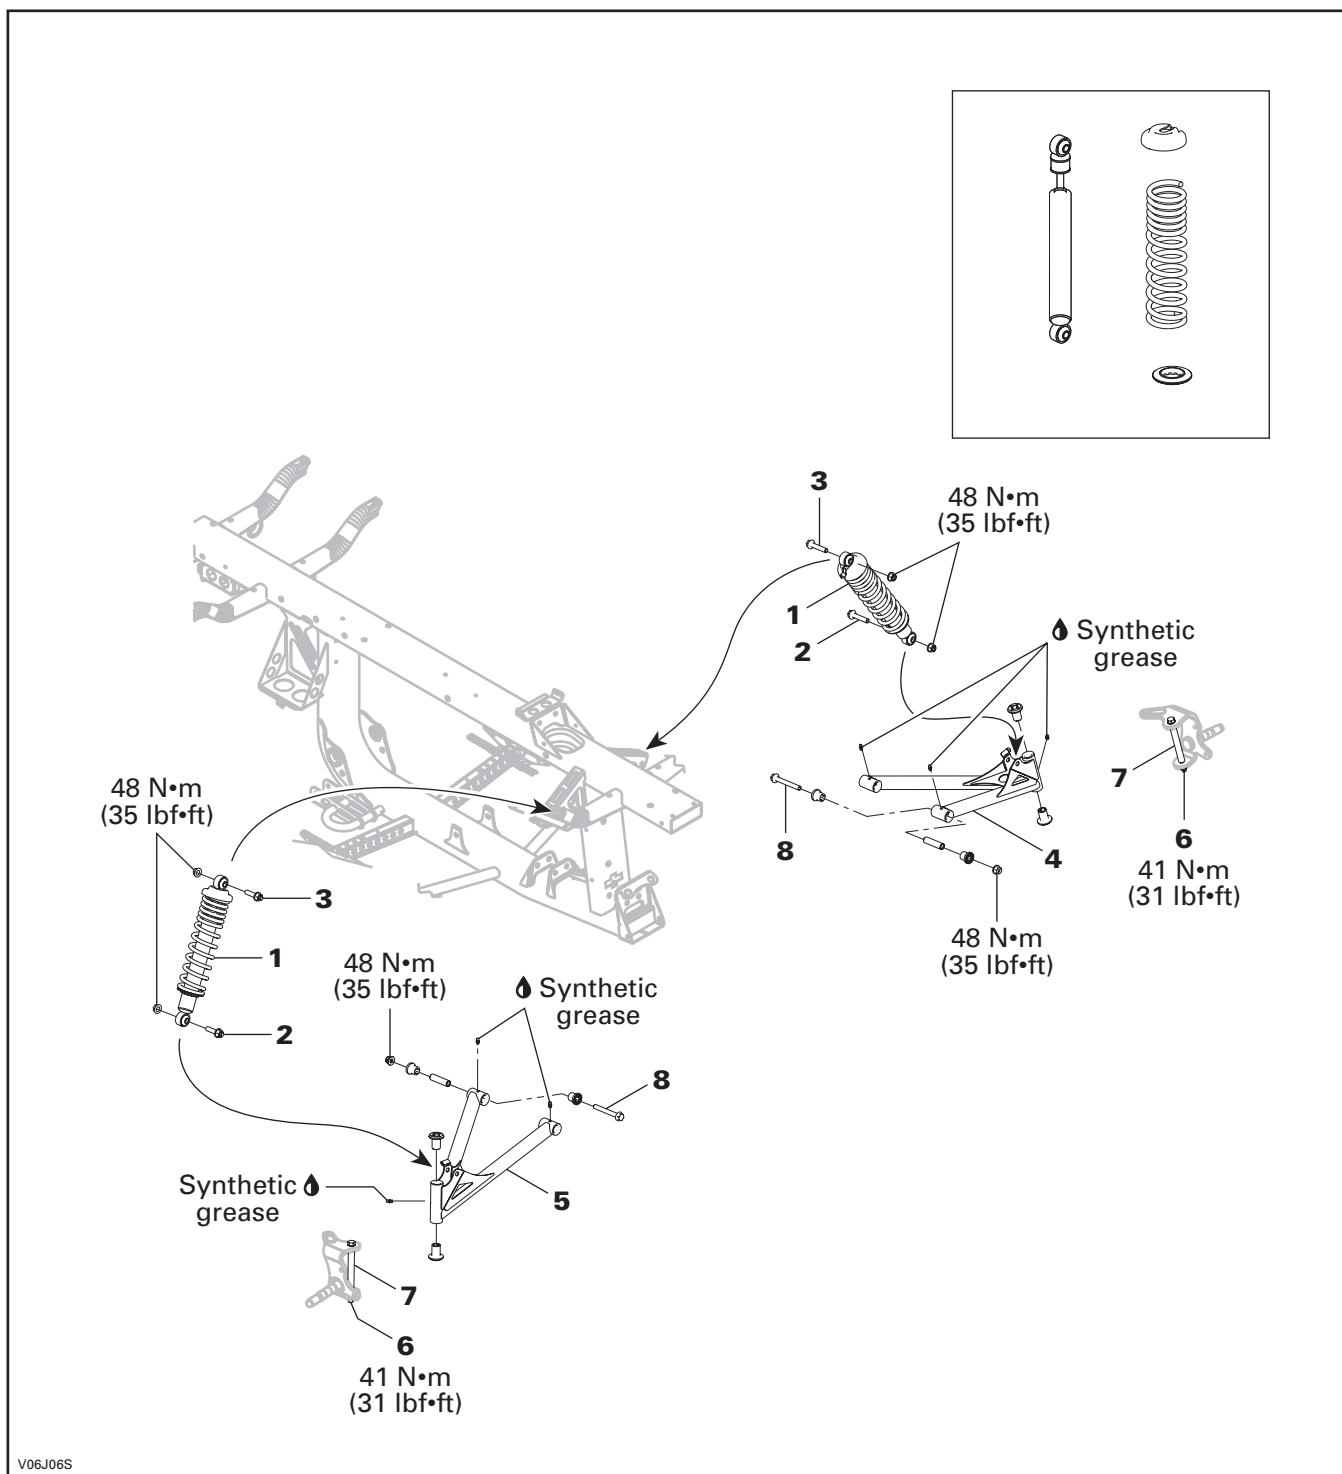 3
48 N•m
(35 lbf•ft)
1
2
Synthetic
grease
7
8
4
6
41 N•m
(31 lbf•ft)
48 N•m
(35 lbf•ft)
48 N•m
(35 lbf•ft)
3
1
2
48 N•m
(35 lbf•ft)
Synthetic
grease
8
5
Synthetic
grease
7
6
41 N•m
(31 lbf•ft)
V06J06S